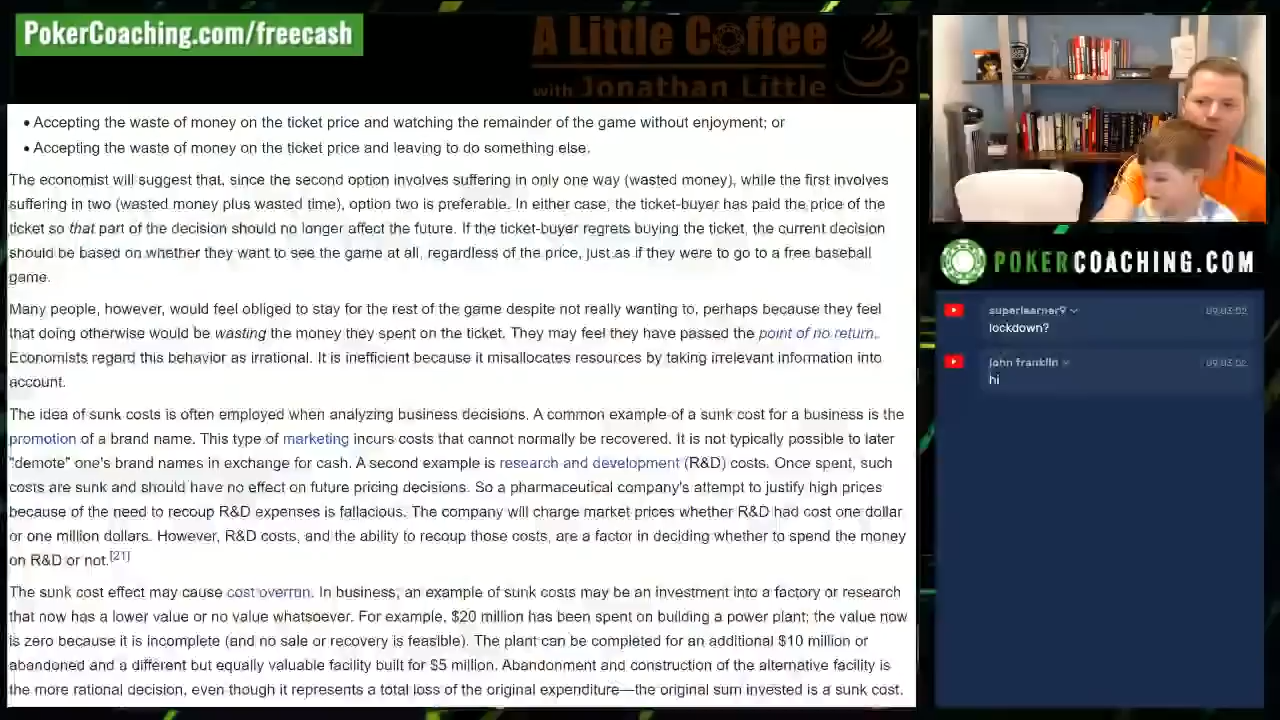 PokerCoaching.com/freecash
A Little Coffee
with Jonathan Little
• Accepting the waste of money on the ticket price and watching the remainder of the game without enjoyment; or
• Accepting the waste of money on the ticket price and leaving to do something else.
The economist will suggest that, since the second option involves suffering in only one way (wasted money), while the first involves
suffering in two (wasted money plus wasted time), option two is preferable. In either case, the ticket-buyer has paid the price of the
ticket so that part of the decision should no longer affect the future. If the ticket-buyer regrets buying the ticket, the current decision
should be based on whether they want to see the game at all, regardless of the price, just as if they were to go to a free baseball
game.
Many people, however, would feel obliged to stay for the rest of the game despite not really wanting to, perhaps because they feel
that doing otherwise would be wasting the money they spent on the ticket. They may feel they have passed the point of no return.
Economists regard this behavior as irrational. It is inefficient because it misallocates resources by taking irrelevant information into
account.
The idea of sunk costs is often employed when analyzing business decisions. A common example of a sunk cost for a business is the
promotion of a brand name. This type of marketing incurs costs that cannot normally be recovered. It is not typically possible to later
"demote" one's brand names in exchange for cash. A second example is research and development (R&D) costs. Once spent, such
costs are sunk and should have no effect on future pricing decisions. So a pharmaceutical company's attempt to justify high prices
because of the need to recoup R&D expenses is fallacious. The company will charge market prices whether R&D had cost one dollar
or one million dollars. However, R&D costs, and the ability to recoup those costs, are a factor in deciding whether to spend the money
on R&D or not.[21]
The sunk cost effect may cause cost overrun. In business, an example of sunk costs may be an investment into a factory or research
that now has a lower value or no value whatsoever. For example, $20 million has been spent on building a power plant; the value now
is zero because it is incomplete (and no sale or recovery is feasible). The plant can be completed for an additional $10 million or
abandoned and a different but equally valuable facility built for $5 million. Abandonment and construction of the alternative facility is
the more rational decision, even though it represents a total loss of the original expenditure—the original sum invested is a sunk cost.
POKERCOACHING.COM
superlearner9 09:03:02
lockdown?
john franklin 09:03:02
hi